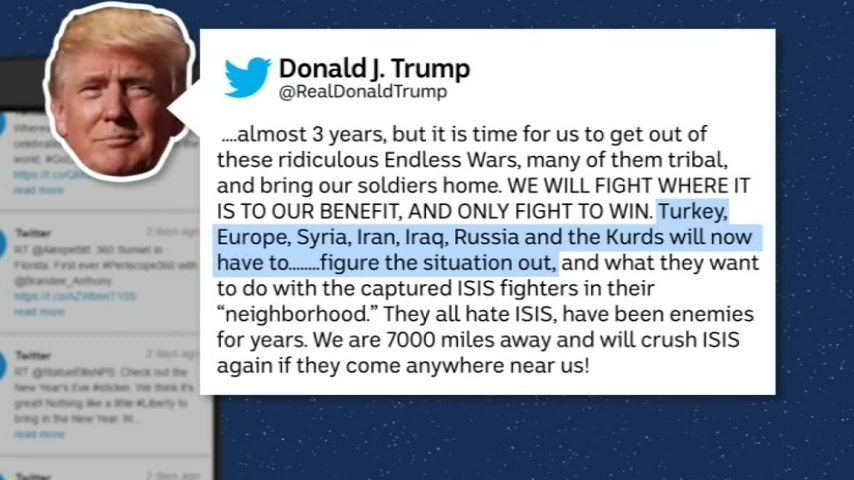 Donald J. Trump
@RealDonaldTrump
....almost 3 years, but it is time for us to get out of
these ridiculous Endless Wars, many of them tribal,
and bring our soldiers home. WE WILL FIGHT WHERE IT
IS TO OUR BENEFIT, AND ONLY FIGHT TO WIN. Turkey,
Europe, Syria, Iran, Iraq, Russia and the Kurds will now
have to........figure the situation out, and what they want
to do with the captured ISIS fighters in their
“neighborhood.” They all hate ISIS, have been enemies
for years. We are 7000 miles away and will crush ISIS
again if they come anywhere near us!
read more
Twitter
2 days ago
360 Sunset in
Florida. First ever #Periscope360 with
read more
Twitter
2 days ago
Check out the
New Year's Eve #sticker. We think it's
great! Nothing like a little #Liberty to
bring in the New Year.
read more
Twitter
2 days ago